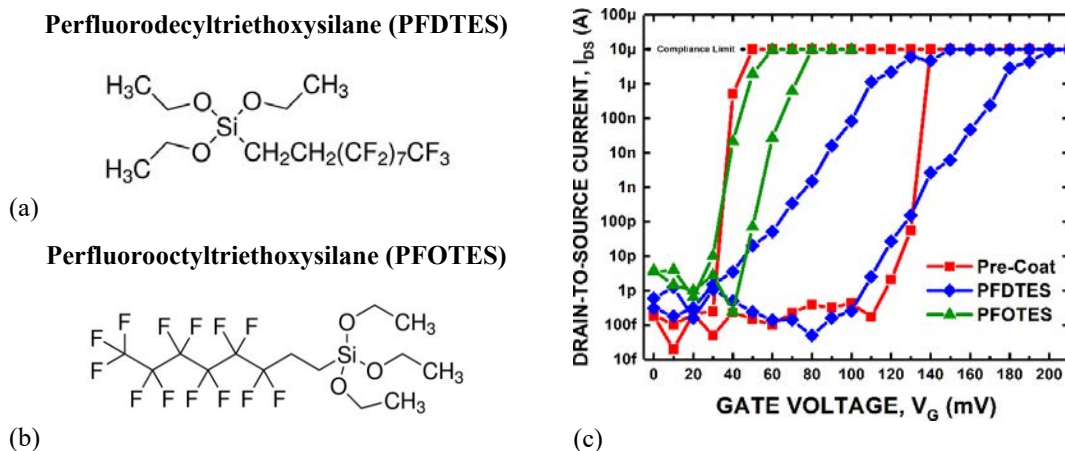 (a)
Perfluorodecyltriethoxysilane (PFDTES)
H₃C
O
O
O
CH₃
Si
H₃C
CH₂CH₂(CF₂)₇CF₃
(b)
Perfluorooctyltriethoxysilane (PFOTES)
F F F F F F
F
F
F
F F F F F F
Si
O
O
O
CH₃
CH₃
CH₃
(c)
DRAIN-TO-SOURCE CURRENT, I_DS (A)
100µ
10µ
1µ
100n
10n
1n
100p
10p
1p
100f
10f
Compliance Limit
Pre-Coat
PFDTES
PFOTES
0 20 40 60 80 100 120 140 160 180 200
GATE VOLTAGE, V_G (mV)